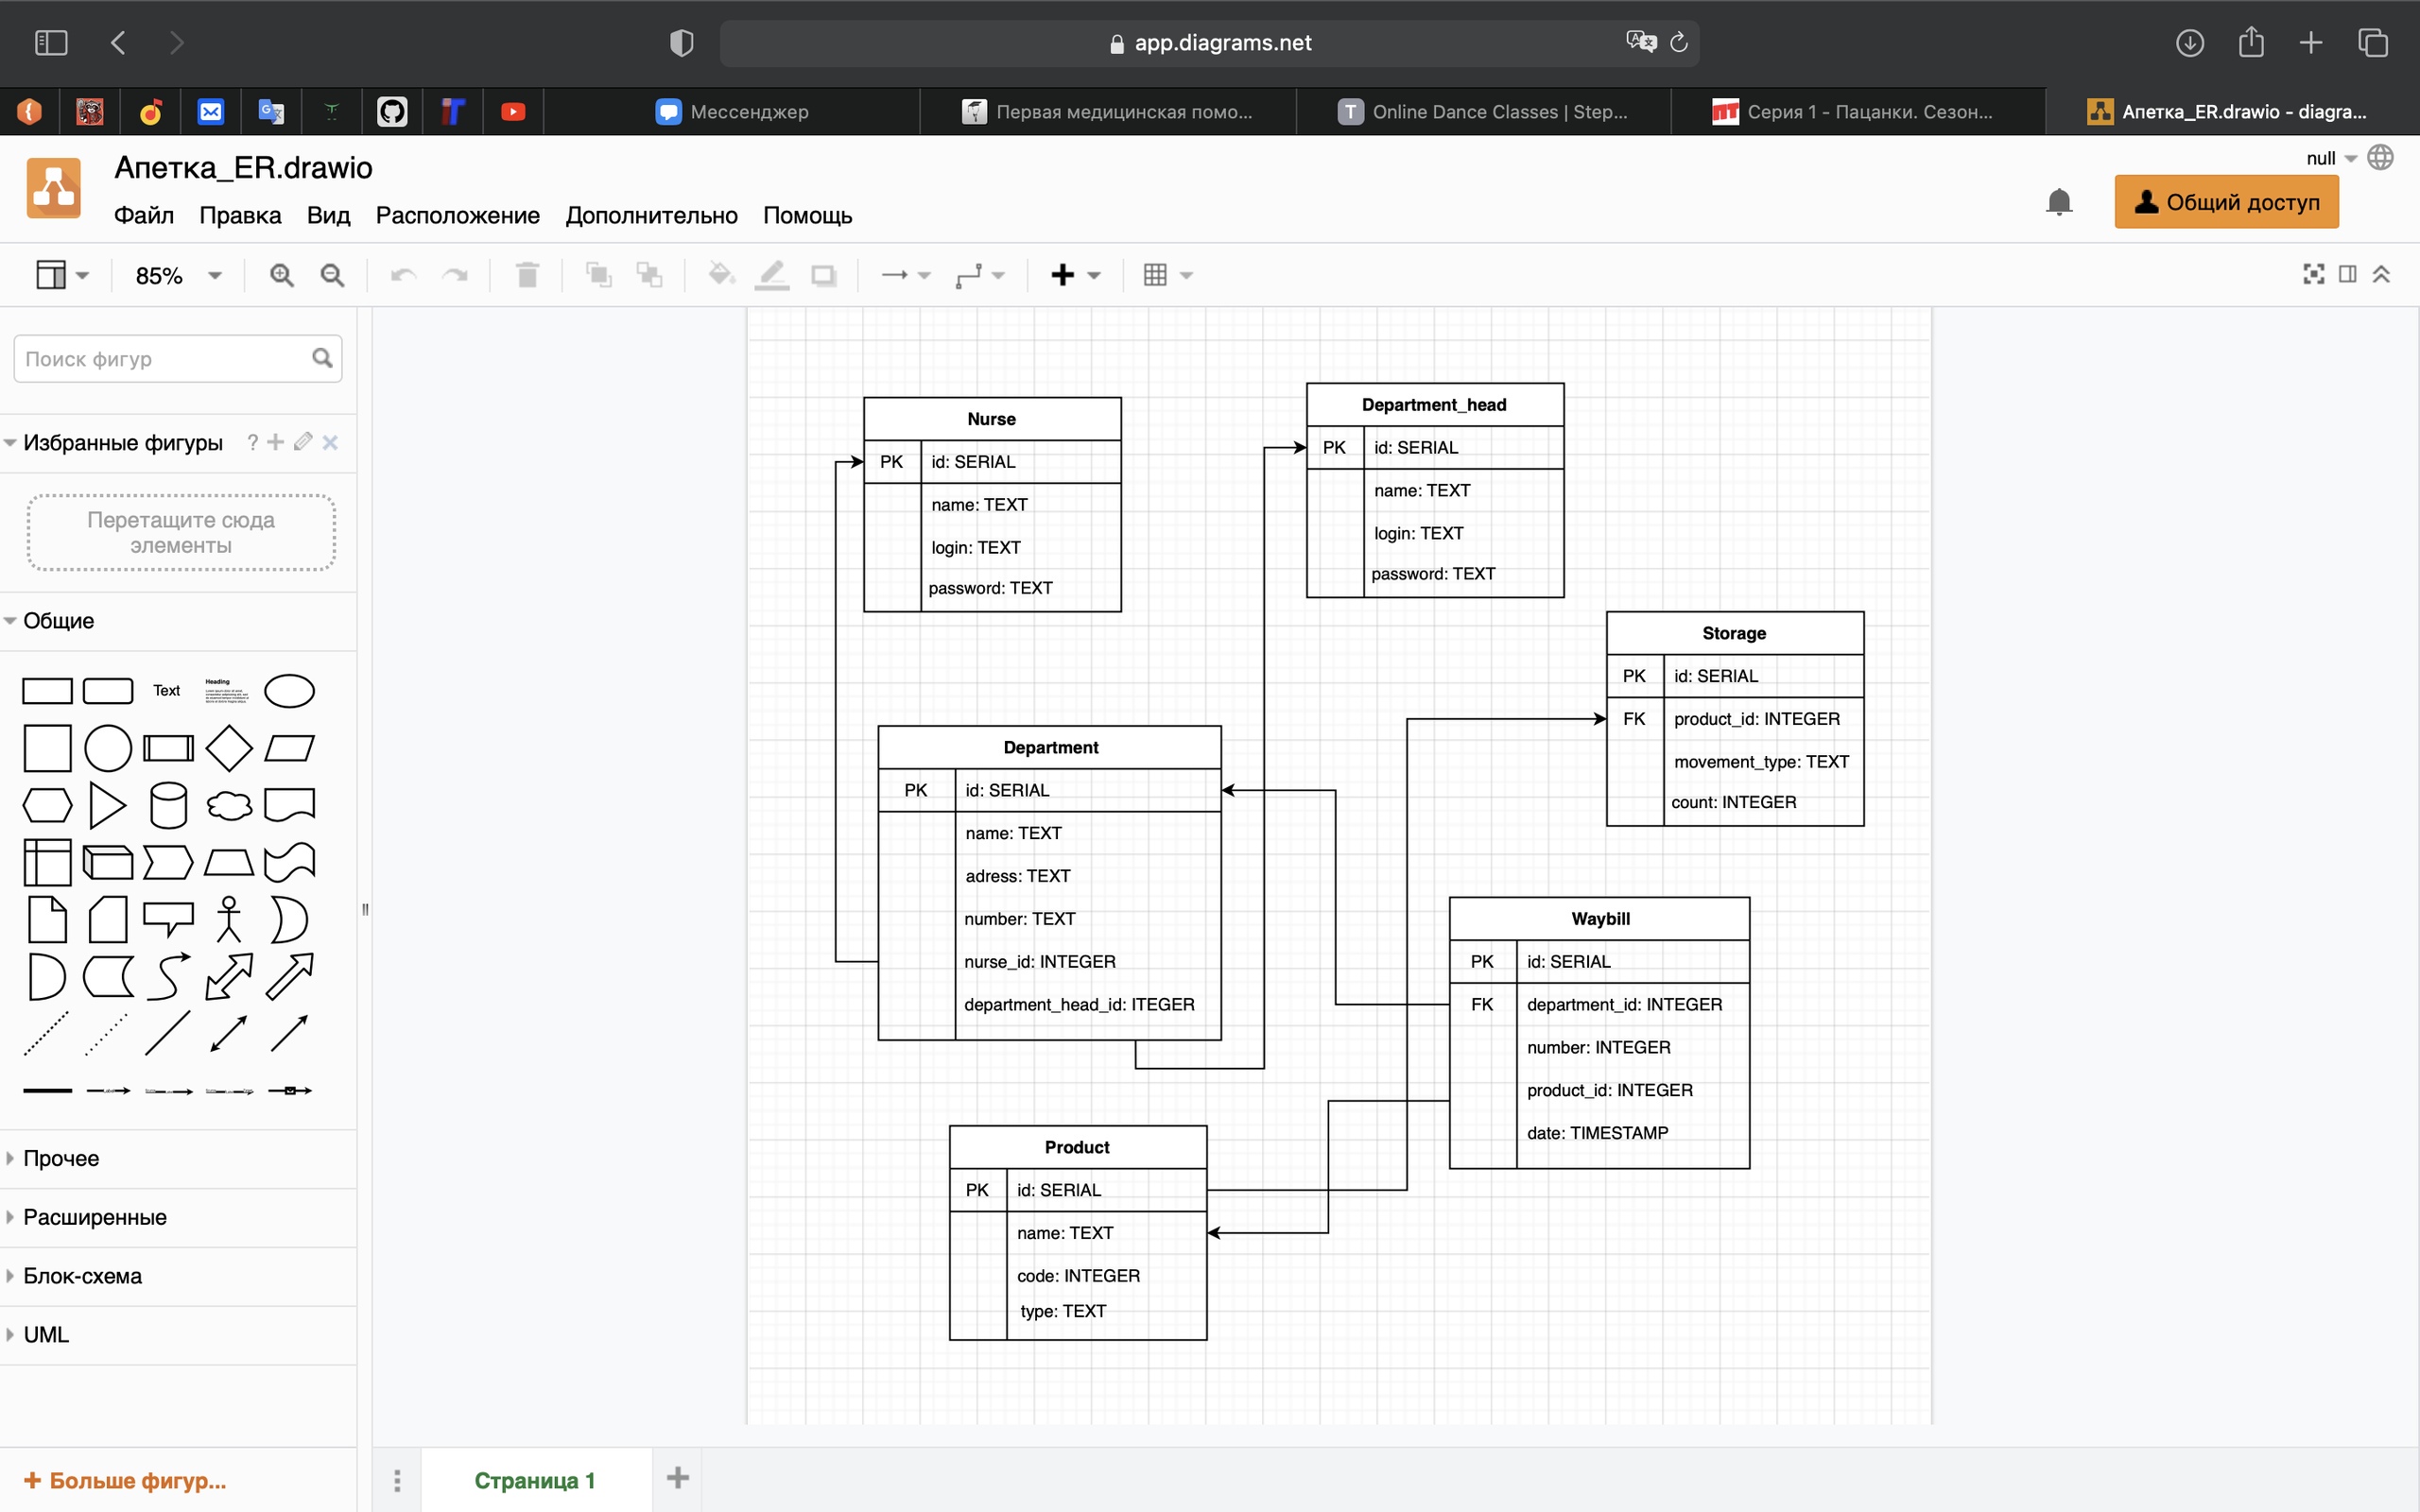 app.diagrams.net
Мессенджер
Первая медицинская помо...
Online Dance Classes | Step...
Серия 1 - Пацанки. Сезон...
Апетка_ER.drawio - diagra...
Апетка_ER.drawio
null
Файл Правка Вид Расположение Дополнительно Помощь
Общий доступ
85%
Поиск фигур
Избранные фигуры ?
Перетащите сюда
элементы
Общие
Text
Heading
Прочее
Расширенные
Блок-схема
UML
+ Больше фигур...
Nurse
PK id: SERIAL
name: TEXT
login: TEXT
password: TEXT
Department_head
PK id: SERIAL
name: TEXT
login: TEXT
password: TEXT
Storage
PK id: SERIAL
FK product_id: INTEGER
movement_type: TEXT
count: INTEGER
Department
PK id: SERIAL
name: TEXT
adress: TEXT
number: TEXT
nurse_id: INTEGER
department_head_id: ITEGER
Waybill
PK id: SERIAL
FK department_id: INTEGER
number: INTEGER
product_id: INTEGER
date: TIMESTAMP
Product
PK id: SERIAL
name: TEXT
code: INTEGER
type: TEXT
Страница 1